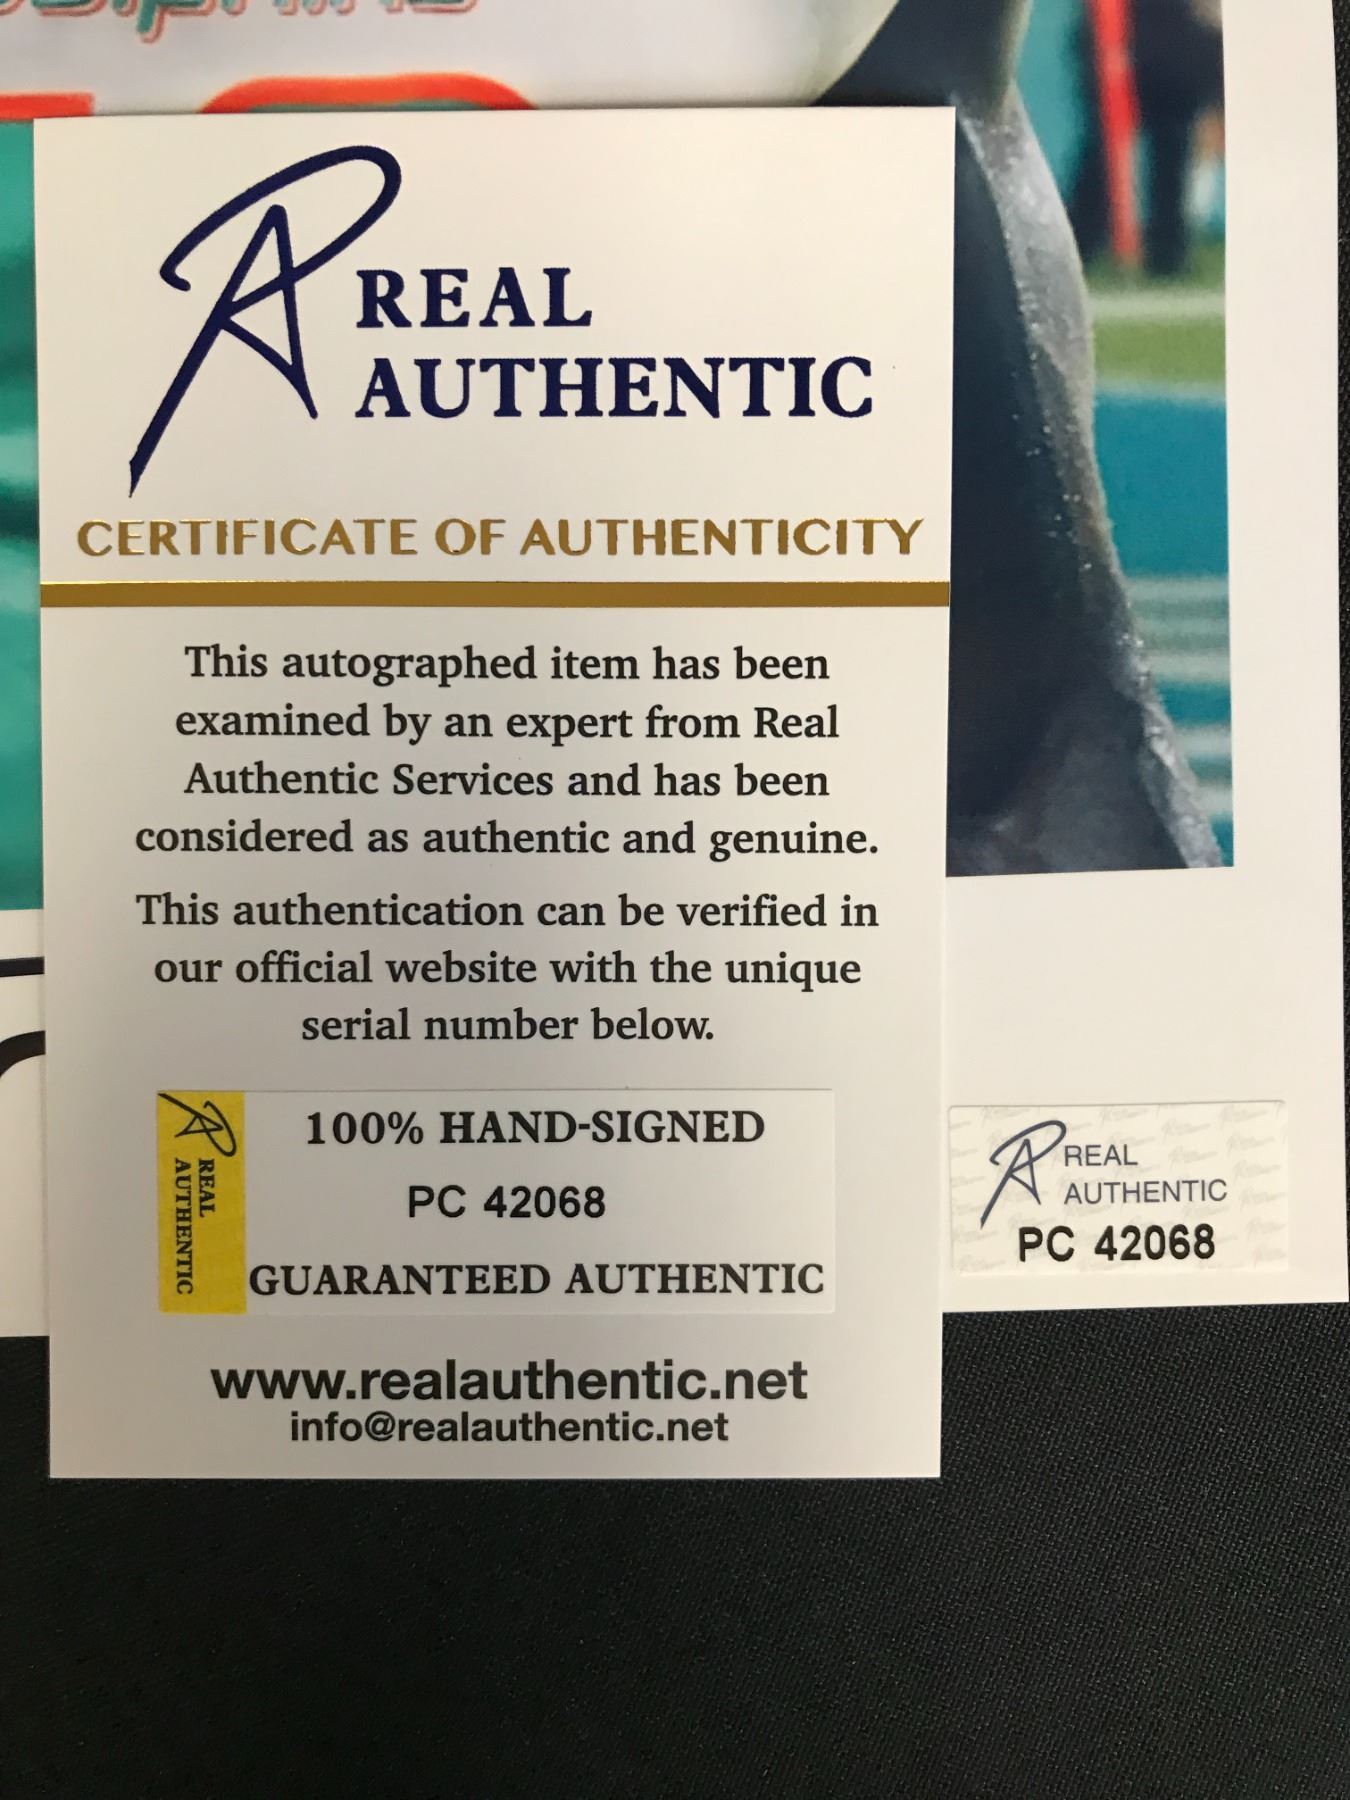 REAL
AUTHENTIC
CERTIFICATE OF AUTHENTICITY
This autographed item has been
examined by an expert from Real
Authentic Services and has been
considered as authentic and genuine.
This authentication can be verified in
our official website with the unique
serial number below.
REAL
AUTHENTIC
100% HAND-SIGNED
PC 42068
GUARANTEED AUTHENTIC
www.realauthentic.net
info@realauthentic.net
REAL
AUTHENTIC
PC 42068